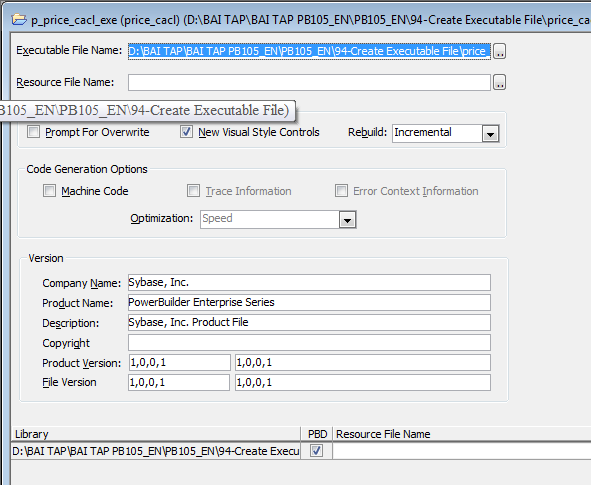 p_price_cacl_exe (price_cacl) (D:\BAI TAP\BAI TAP PB105_EN\PB105_EN\94-Create Executable File\price_ca
Executable File Name: D:\BAI TAP\BAI TAP PB105_EN\PB105_EN\94-Create Executable File\price_ ..
Resource File Name: ..
B105_EN\PB105_EN\94-Create Executable File)
Prompt For Overwrite New Visual Style Controls Rebuild: Incremental
Code Generation Options
Machine Code Trace Information Error Context Information
Optimization: Speed
Version
Company Name: Sybase, Inc.
Product Name: PowerBuilder Enterprise Series
Description: Sybase, Inc. Product File
Copyright
Product Version: 1,0,0,1 1,0,0,1
File Version 1,0,0,1 1,0,0,1
Library PBD Resource File Name
D:\BAI TAP\BAI TAP PB105_EN\PB105_EN\94-Create Execu